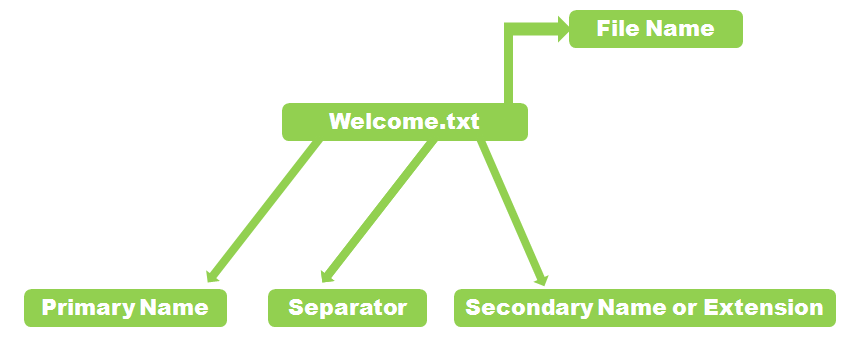 File Name
Welcome.txt
Primary Name
Separator
Secondary Name or Extension